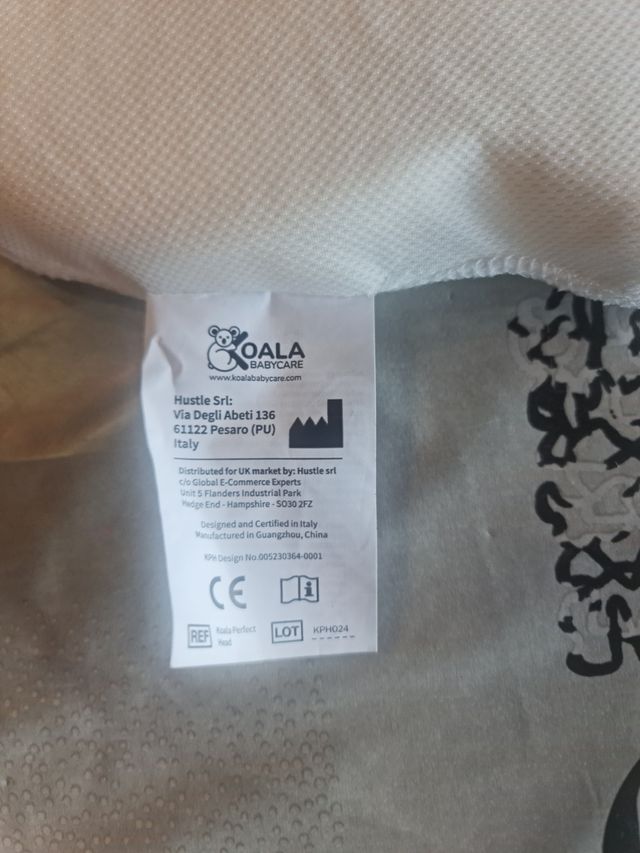 KOALA
BABYCARE
www.koalababycare.com
Hustle Srl:
Via Degli Abeti 136
61122 Pesaro (PU)
Italy
Distributed for UK market by: Hustle srl
c/o Global E-Commerce Experts
Unit 5 Flanders Industrial Park
Hedge End - Hampshire - SO30 2FZ
Designed and Certified in Italy
Manufactured in Guangzhou, China
KPH Design No.005230364-0001
CE
REF Koala Perfect
Head
LOT KPH024